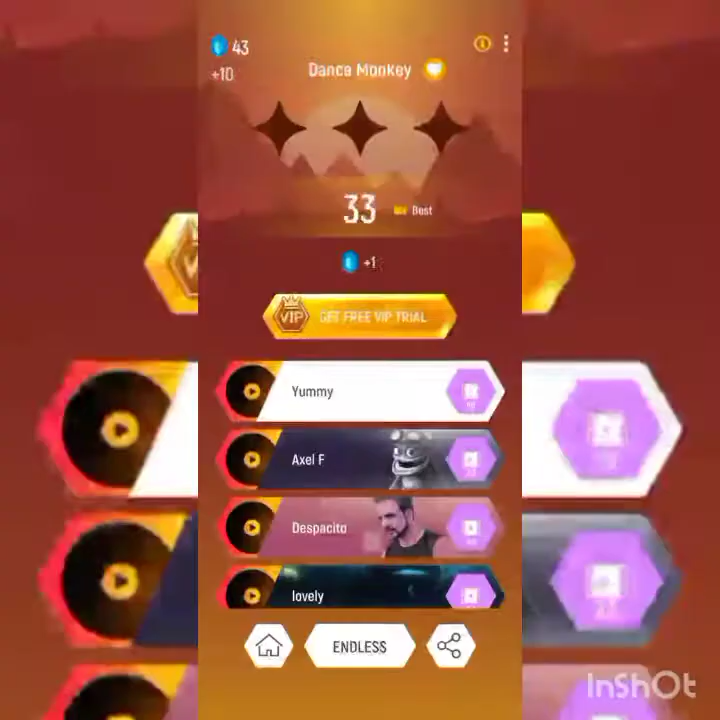 43
+10
Dance Monkey
33
Best
+1
VIP
GET FREE VIP TRIAL
Yummy
Axel F
Despacito
lovely
ENDLESS
InShOt